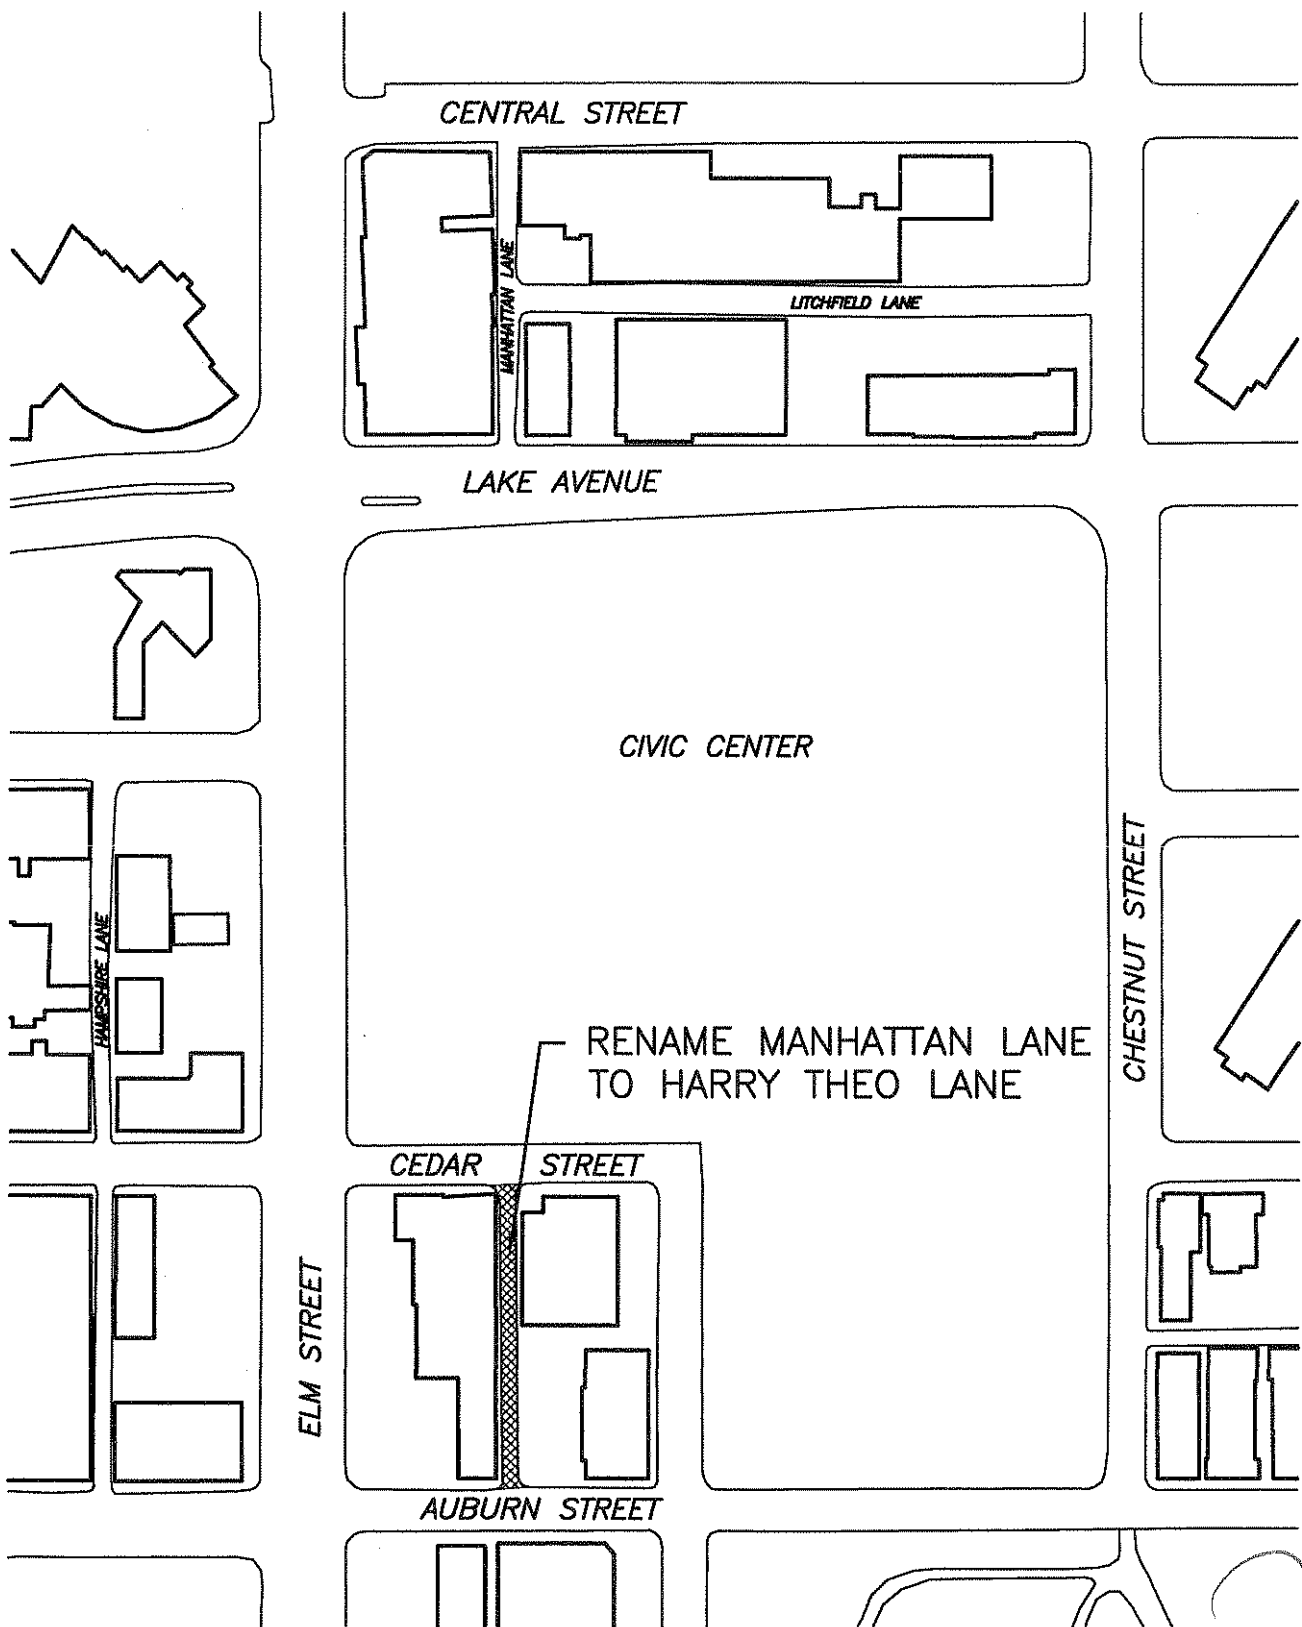 CENTRAL STREET
MANHATTAN LANE
LITCHFIELD LANE
LAKE AVENUE
CIVIC CENTER
CHESTNUT STREET
HAMPSHIRE LANE
RENAME MANHATTAN LANE
TO HARRY THEO LANE
CEDAR STREET
ELM STREET
AUBURN STREET